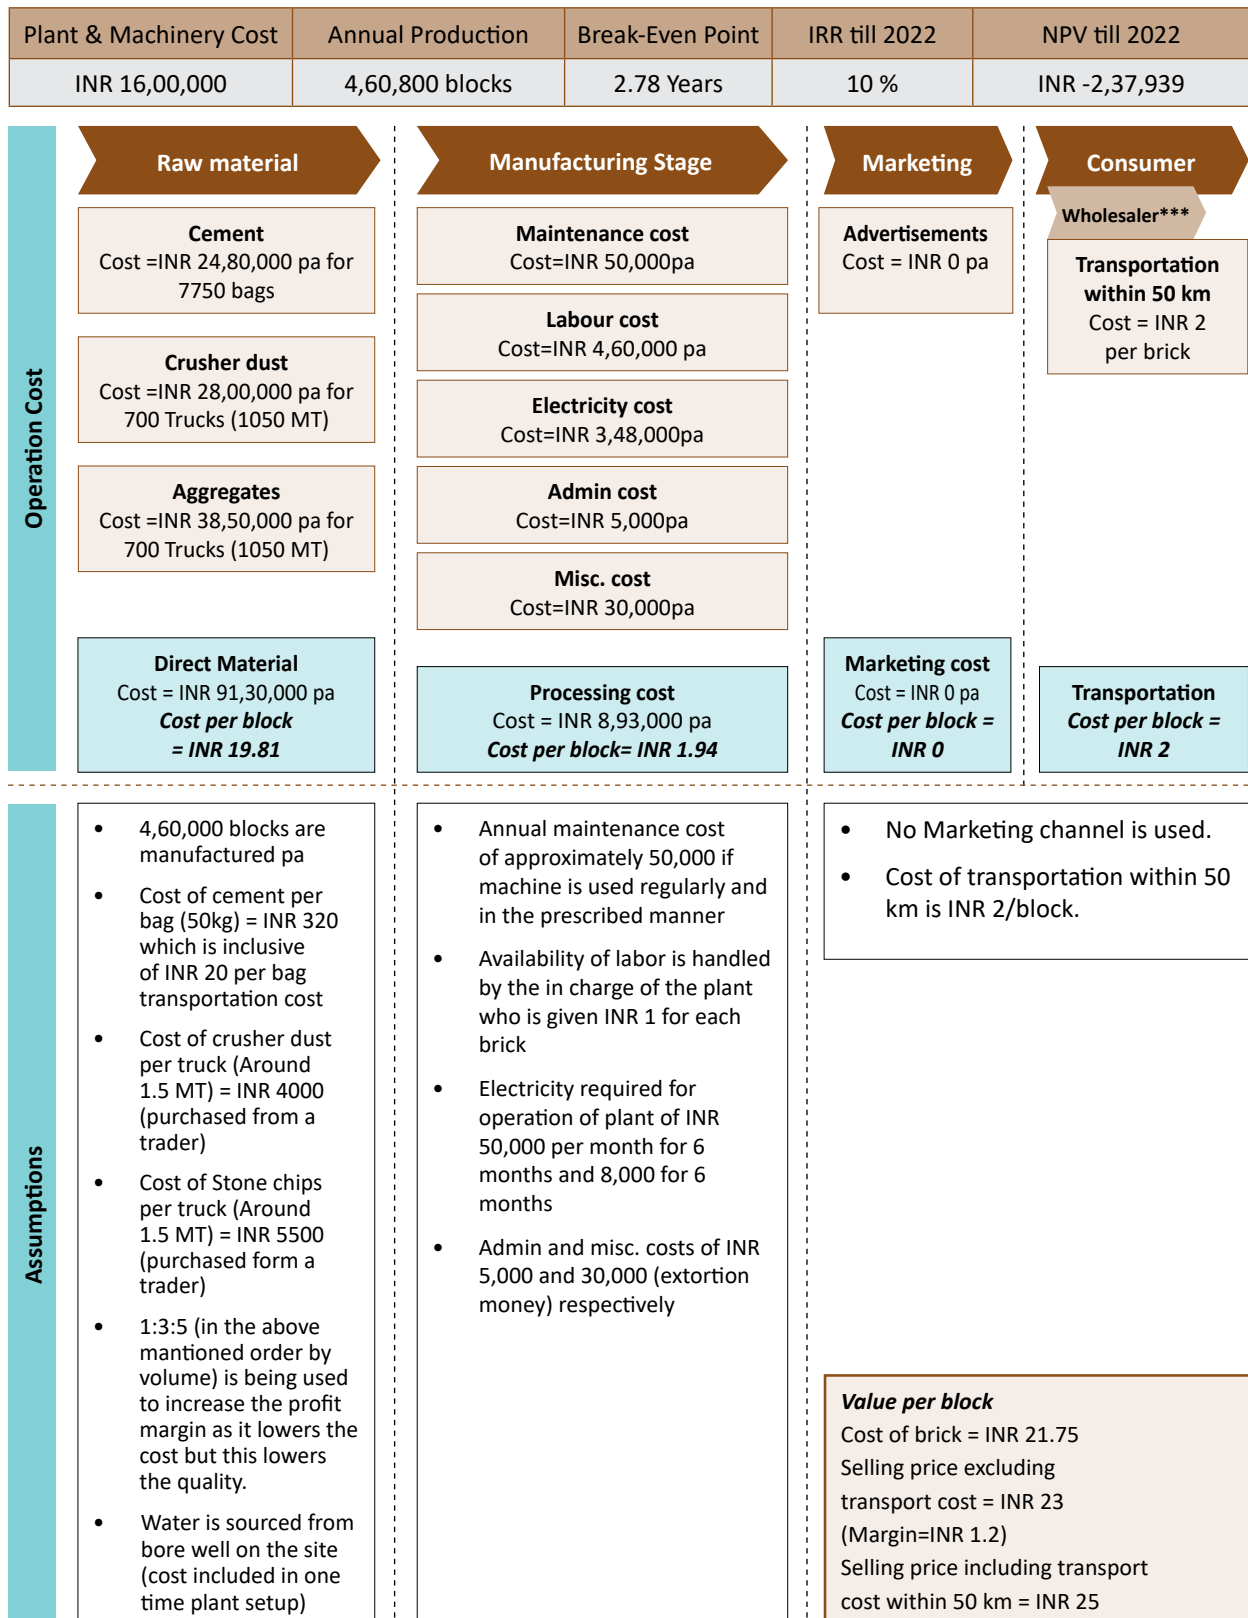 Plant & Machinery Cost
Annual Production
Break-Even Point
IRR till 2022
NPV till 2022
INR 16,00,000
4,60,800 blocks
2.78 Years
10 %
INR -2,37,939
Operation Cost
Raw material
Cement
Cost =INR 24,80,000 pa for
7750 bags
Crusher dust
Cost =INR 28,00,000 pa for
700 Trucks (1050 MT)
Aggregates
Cost =INR 38,50,000 pa for
700 Trucks (1050 MT)
Direct Material
Cost = INR 91,30,000 pa
Cost per block
= INR 19.81
Manufacturing Stage
Maintenance cost
Cost=INR 50,000pa
Labour cost
Cost=INR 4,60,000 pa
Electricity cost
Cost=INR 3,48,000pa
Admin cost
Cost=INR 5,000pa
Misc. cost
Cost=INR 30,000pa
Processing cost
Cost = INR 8,93,000 pa
Cost per block= INR 1.94
Marketing
Advertisements
Cost = INR 0 pa
Marketing cost
Cost = INR 0 pa
Cost per block =
INR 0
Consumer
Wholesaler***
Transportation
within 50 km
Cost = INR 2
per brick
Transportation
Cost per block =
INR 2
Assumptions
• 4,60,000 blocks are
manufactured pa
• Cost of cement per
bag (50kg) = INR 320
which is inclusive
of INR 20 per bag
transportation cost
• Cost of crusher dust
per truck (Around
1.5 MT) = INR 4000
(purchased from a
trader)
• Cost of Stone chips
per truck (Around
1.5 MT) = INR 5500
(purchased form a
trader)
• 1:3:5 (in the above
mantioned order by
volume) is being used
to increase the profit
margin as it lowers the
cost but this lowers
the quality.
• Water is sourced from
bore well on the site
(cost included in one
time plant setup)
• Annual maintenance cost
of approximately 50,000 if
machine is used regularly and
in the prescribed manner
• Availability of labor is handled
by the in charge of the plant
who is given INR 1 for each
brick
• Electricity required for
operation of plant of INR
50,000 per month for 6
months and 8,000 for 6
months
• Admin and misc. costs of INR
5,000 and 30,000 (extortion
money) respectively
• No Marketing channel is used.
• Cost of transportation within 50
km is INR 2/block.
Value per block
Cost of brick = INR 21.75
Selling price excluding
transport cost = INR 23
(Margin=INR 1.2)
Selling price including transport
cost within 50 km = INR 25